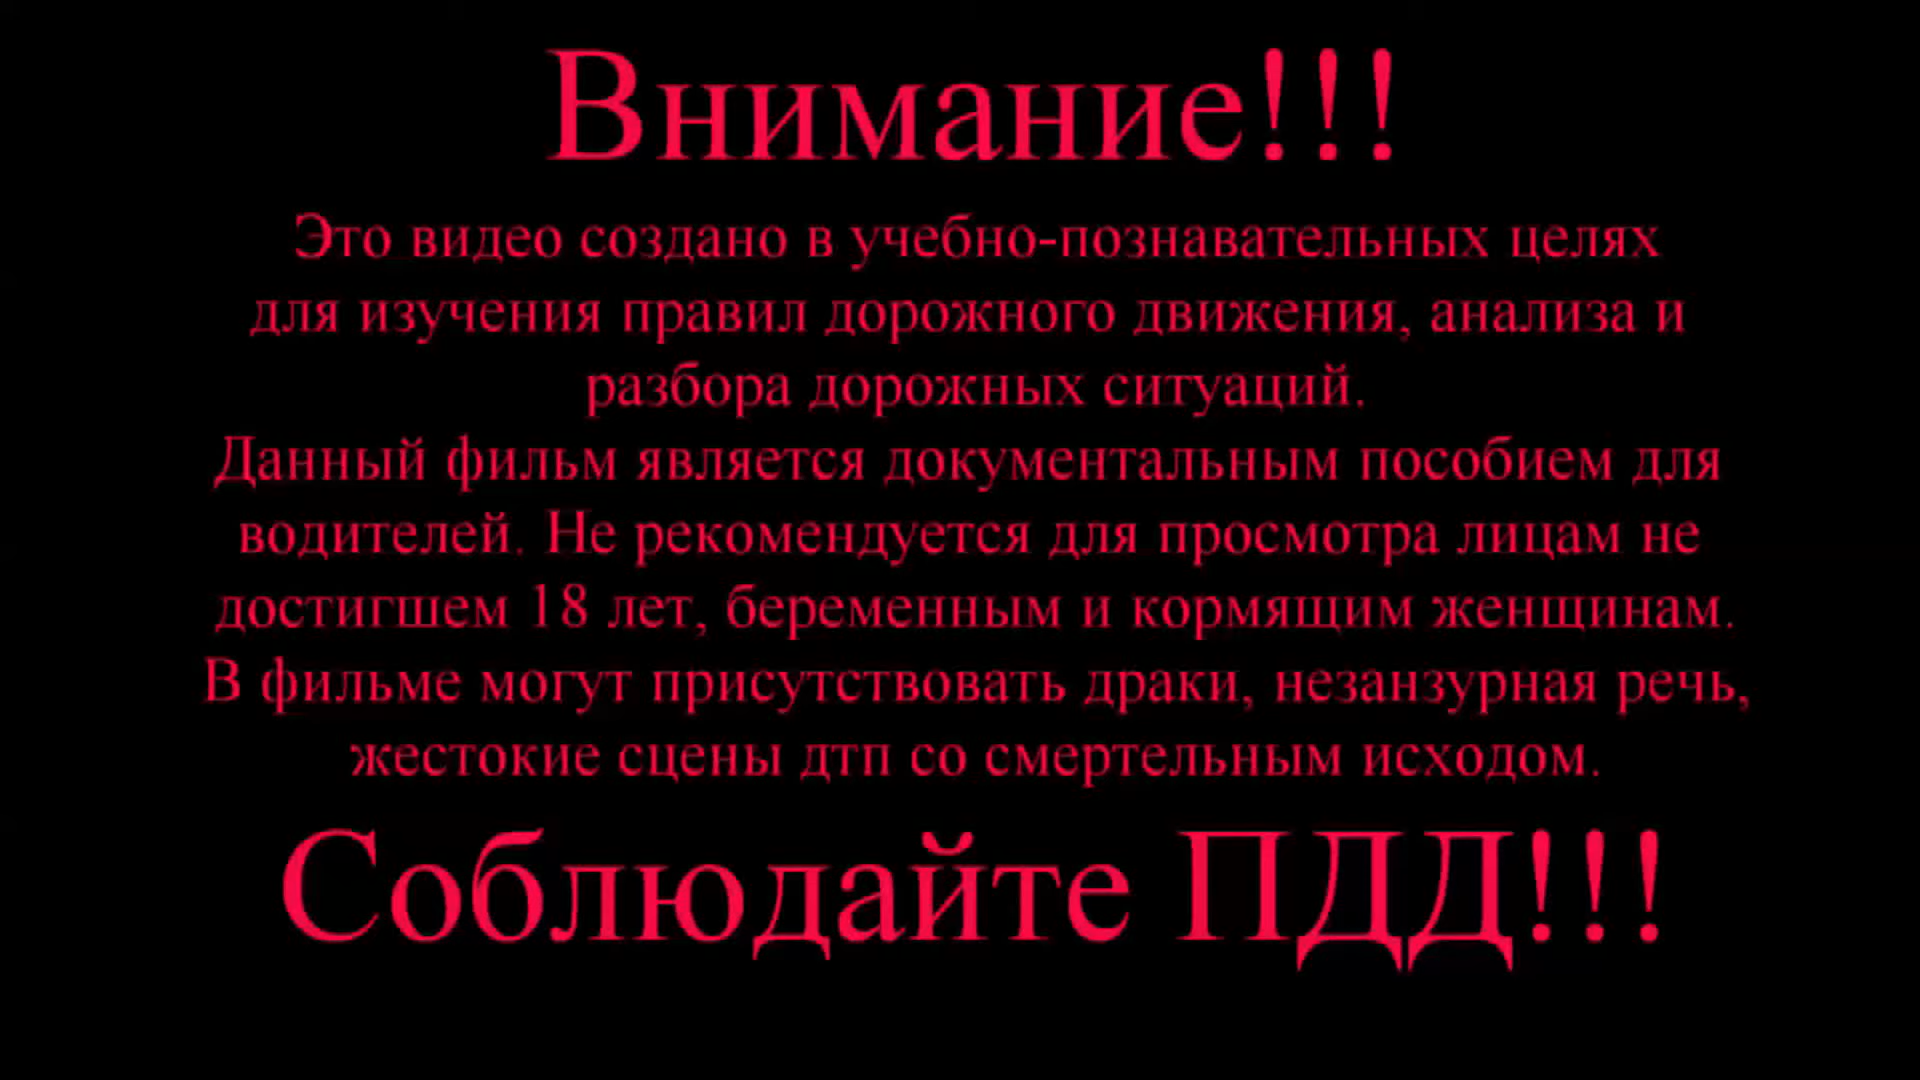 Внимание!!!
Это видео создано в учебно-познавательных целях
для изучения правил дорожного движения, анализа и
разбора дорожных ситуаций.
Данный фильм является документальным пособием для
водителей. Не рекомендуется для просмотра лицам не
достигшем 18 лет, беременным и кормящим женщинам.
В фильме могут присутствовать драки, незанзурная речь,
жестокие сцены дтп со смертельным исходом.
Соблюдайте ПДД!!!